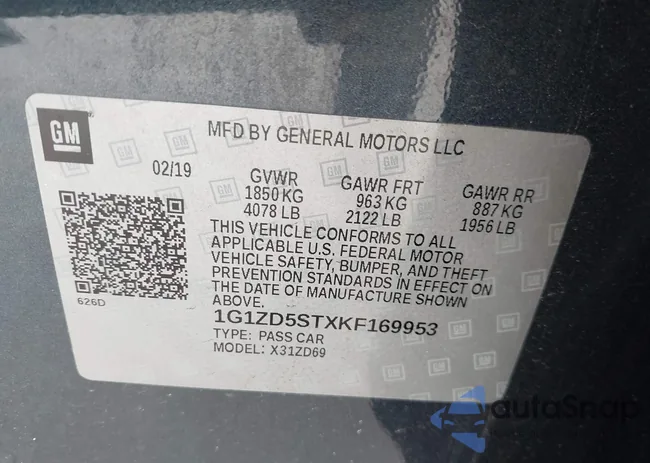 GM
MFD BY GENERAL MOTORS LLC
02/19
GVWR
1850 KG
4078 LB
GAWR FRT
963 KG
2122 LB
GAWR RR
887 KG
1956 LB
THIS VEHICLE CONFORMS TO ALL
APPLICABLE U.S. FEDERAL MOTOR
VEHICLE SAFETY, BUMPER, AND THEFT
PREVENTION STANDARDS IN EFFECT ON
THE DATE OF MANUFACTURE SHOWN
ABOVE.
626D
1G1ZD5STXKF169953
TYPE: PASS CAR
MODEL: X31ZD69
autoSnap